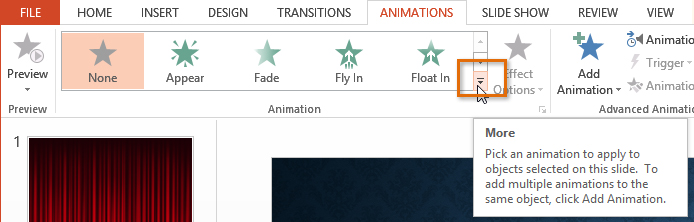 FILE HOME INSERT DESIGN TRANSITIONS ANIMATIONS SLIDE SHOW REVIEW VIEW
Preview
None Appear Fade Fly In Float In
Effect
Options
Add
Animation
Animatio
Trigger
Animatio
Preview Animation Advanced Animation
1
More
Pick an animation to apply to
objects selected on this slide. To
add multiple animations to the
same object, click Add Animation.